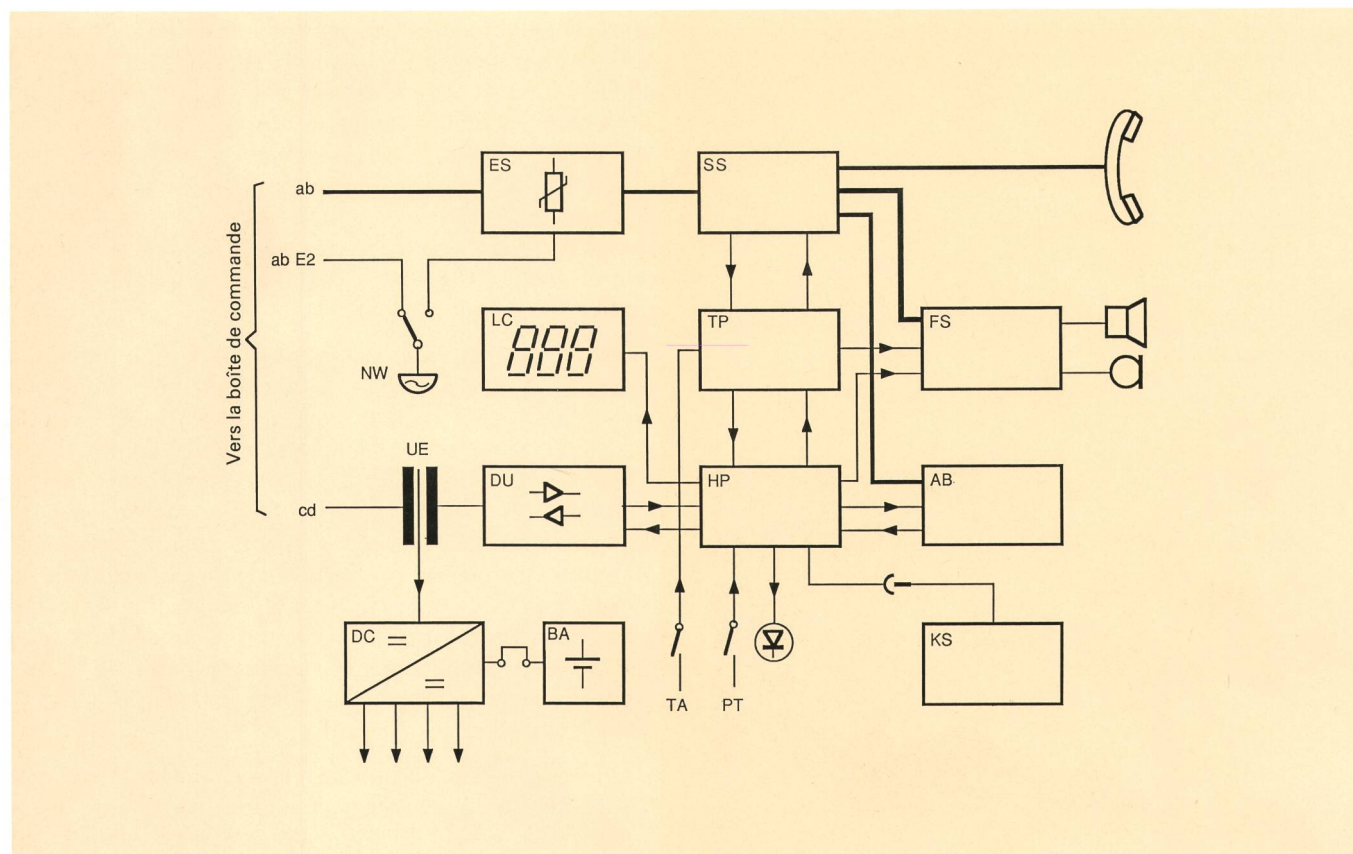 Vers la boîte de commande
ab
ab E2
NW
cd
UE
ES
SS
LC
TP
FS
DU
HP
AB
DC
BA
TA
PT
KS